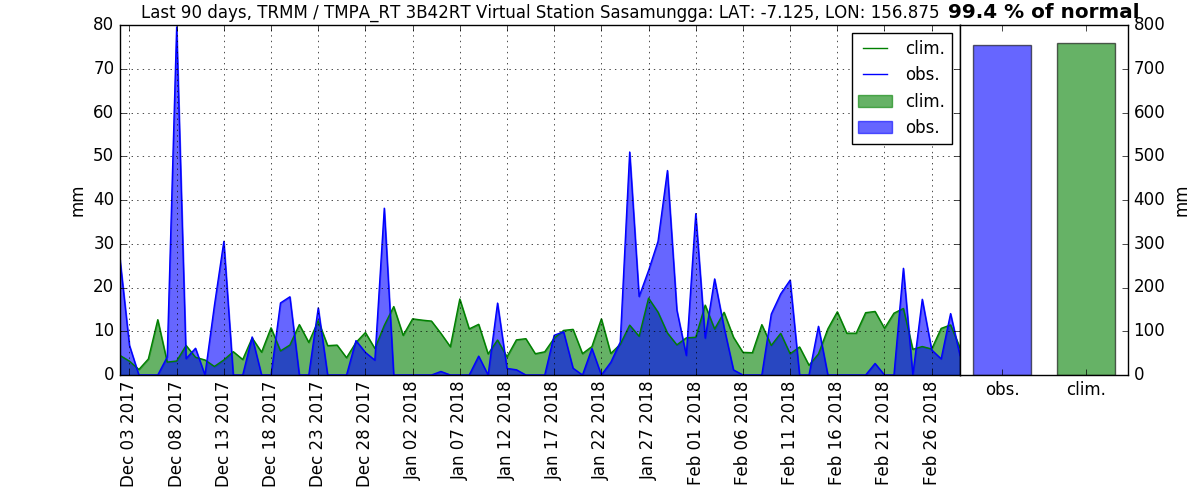 Last 90 days, TRMM / TMPA_RT 3B42RT Virtual Station Sasamungga: LAT: -7.125, LON: 156.875 99.4 % of normal
80
70
60
50
40
30
20
10
0
mm
clim.
obs.
clim.
obs.
Dec 03 2017
Dec 08 2017
Dec 13 2017
Dec 18 2017
Dec 23 2017
Dec 28 2017
Jan 02 2018
Jan 07 2018
Jan 12 2018
Jan 17 2018
Jan 22 2018
Jan 27 2018
Feb 01 2018
Feb 06 2018
Feb 11 2018
Feb 16 2018
Feb 21 2018
Feb 26 2018
800
700
600
500
400
300
200
100
0
mm
obs. clim.